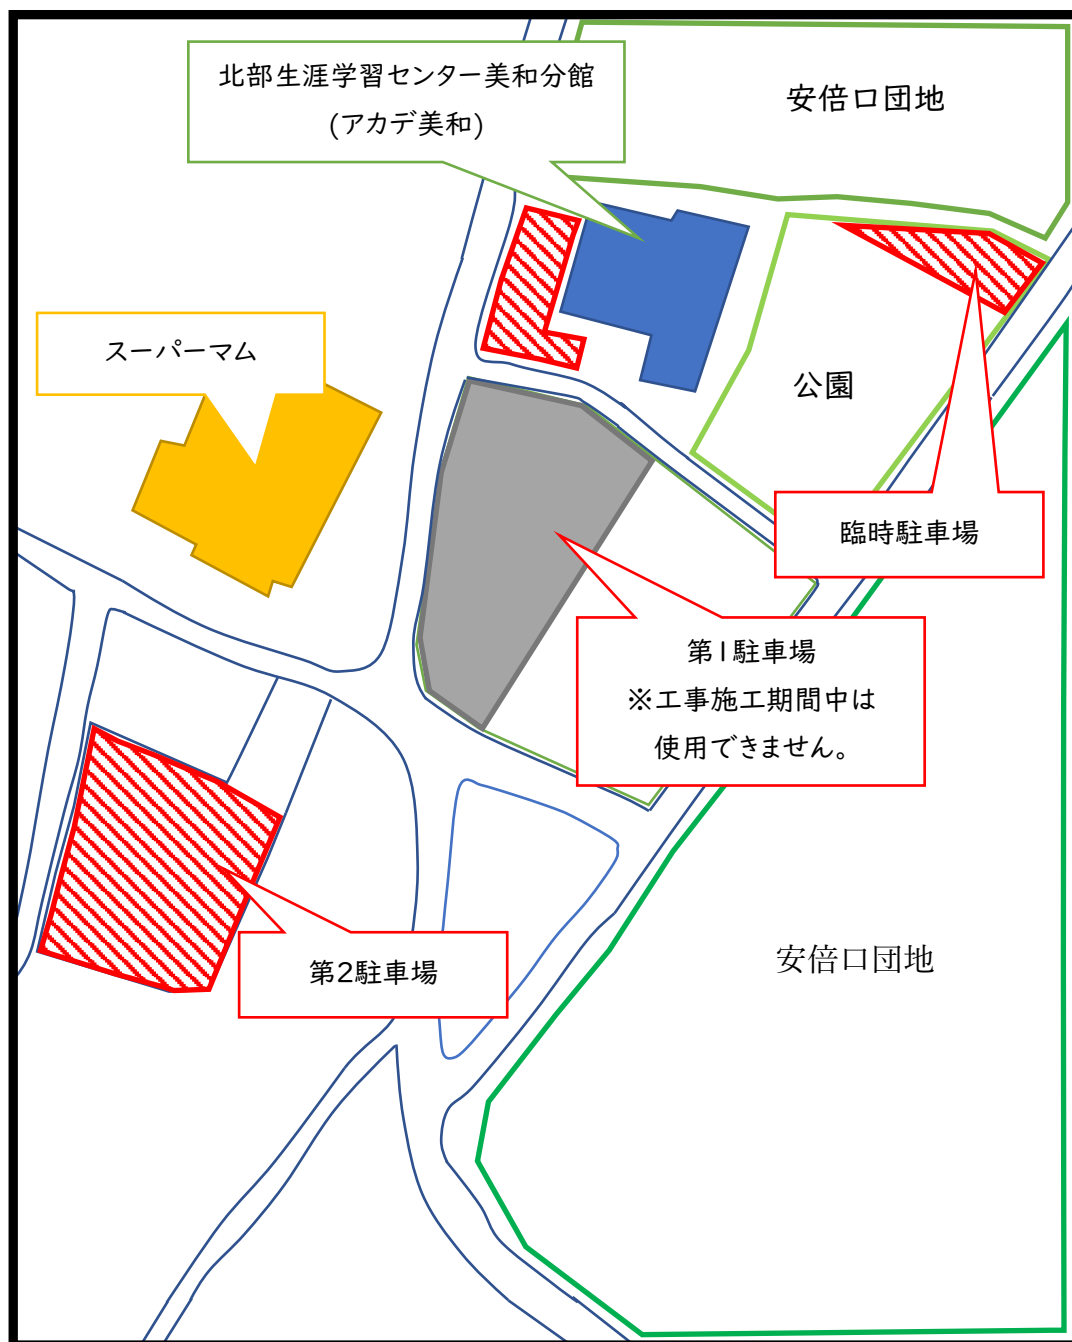 北部生涯学習センター美和分館
(アカデ美和)
安倍口団地
スーパーマム
公園
臨時駐車場
第1駐車場
※工事施工期間中は
使用できません。
第2駐車場
安倍口団地